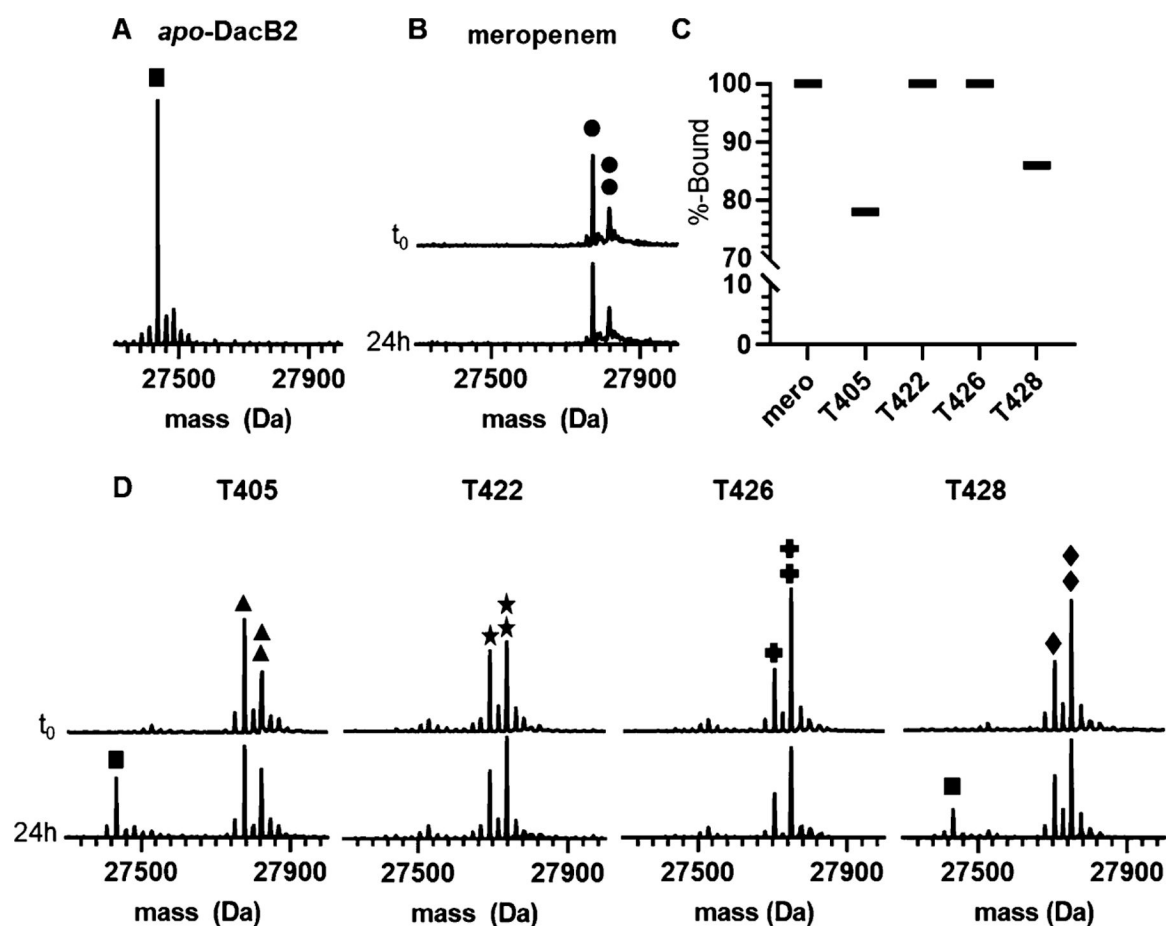 A apo-DacB2
B meropenem
C
t0
24h
27500 27900
mass (Da)
27500 27900
mass (Da)
%-Bound
100
90
80
70
10
0
mero T405 T422 T426 T428
D T405 T422 T426 T428
t0
24h
27500 27900 27500 27900 27500 27900 27500 27900
mass (Da) mass (Da) mass (Da) mass (Da)